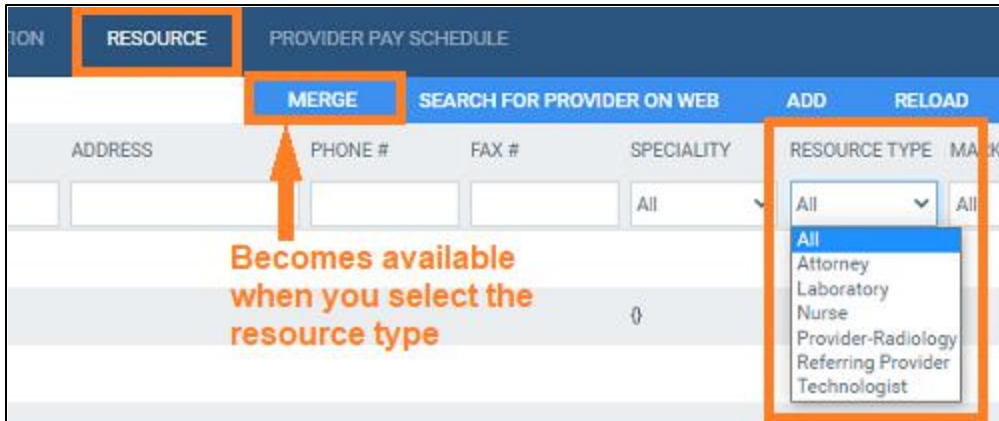 TION RESOURCE PROVIDER PAY SCHEDULE
MERGE SEARCH FOR PROVIDER ON WEB ADD RELOAD
ADDRESS PHONE # FAX # SPECIALITY RESOURCE TYPE MARK
All All All
All
Attorney
Laboratory
Nurse
Provider-Radiology
Referring Provider
Technologist
Becomes available
when you select the
resource type
{}